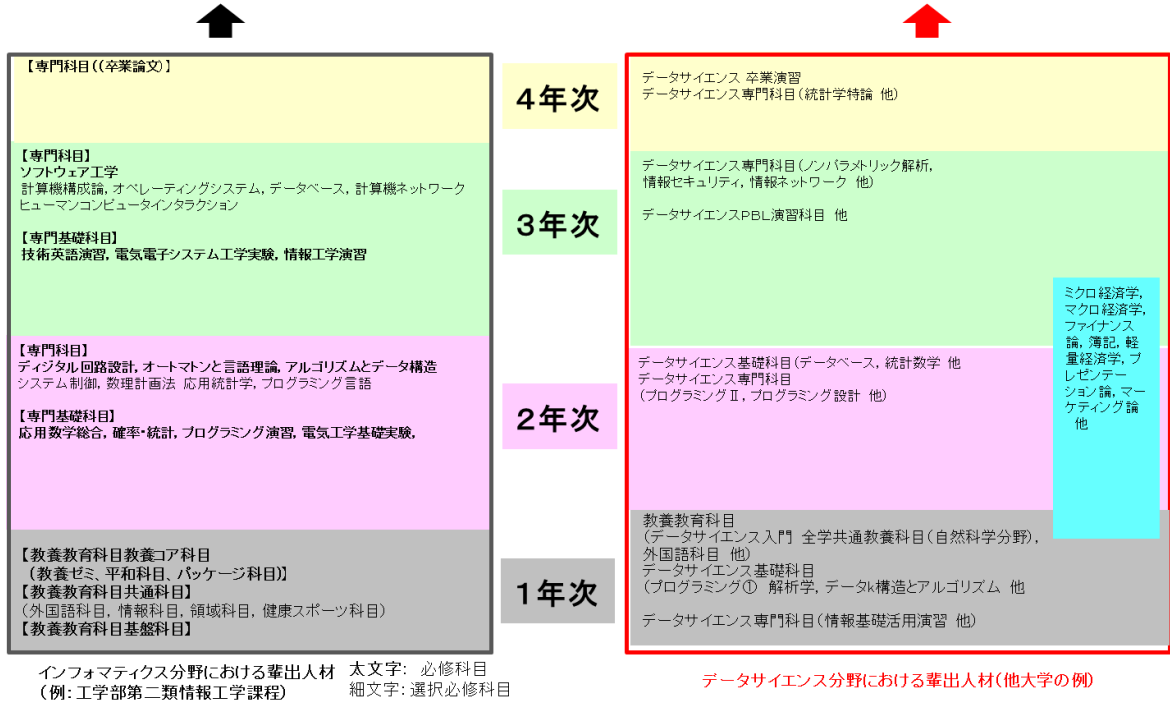 【専門科目((卒業論文)】
【専門科目】
ソフトウェア工学
計算機構成論, オペレーティングシステム, データベース, 計算機ネットワーク
ヒューマンコンピュータインタラクション
【専門基礎科目】
技術英語演習, 電気電子システム工学実験, 情報工学演習
【専門科目】
ディジタル回路設計, オートマトンと言語理論, アルゴリズムとデータ構造
システム制御, 数理計画法 応用統計学, プログラミング言語
【専門基礎科目】
応用数学総合, 確率・統計, プログラミング演習, 電気工学基礎実験,
【教養教育科目教養コア科目
(教養ゼミ、平和科目、パッケージ科目)】
【教養教育科目共通科目】
(外国語科目, 情報科目, 領域科目, 健康スポーツ科目)
【教養教育科目基盤科目】
インフォマティクス分野における輩出人材
(例:工学部第二類情報工学課程)
太文字: 必修科目
細文字:選択必修科目
4年次
3年次
2年次
1年次
データサイエンス 卒業演習
データサイエンス専門科目(統計学特論 他)
データサイエンス専門科目(ノンパラメトリック解析,
情報セキュリティ, 情報ネットワーク 他)
データサイエンスPBL演習科目 他
データサイエンス基礎科目(データベース, 統計数学 他
データサイエンス専門科目
(プログラミングⅡ, プログラミング設計 他)
ミクロ経済学,
マクロ経済学,
ファイナンス
論, 簿記, 軽
量経済学, プ
レゼンテー
ション論, マー
ケティング論
他
教養教育科目
(データサイエンス入門 全学共通教養科目(自然科学分野),
外国語科目 他)
データサイエンス基礎科目
(プログラミング① 解析学, データk構造とアルゴリズム 他
データサイエンス専門科目(情報基礎活用演習 他)
データサイエンス分野における輩出人材(他大学の例)